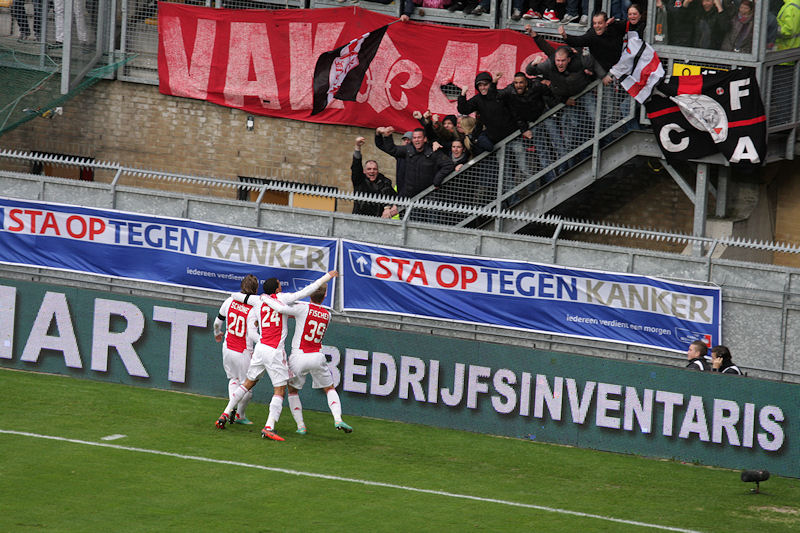 VAK 410
F
C A
STA OP TEGEN KANKER
iedereen verdient een morgen
STA OP TEGEN KANKER
iedereen verdient een morgen
MART
BEDRIJFSINVENTARIS
SCHÖNE
20
24
FISCHER
39